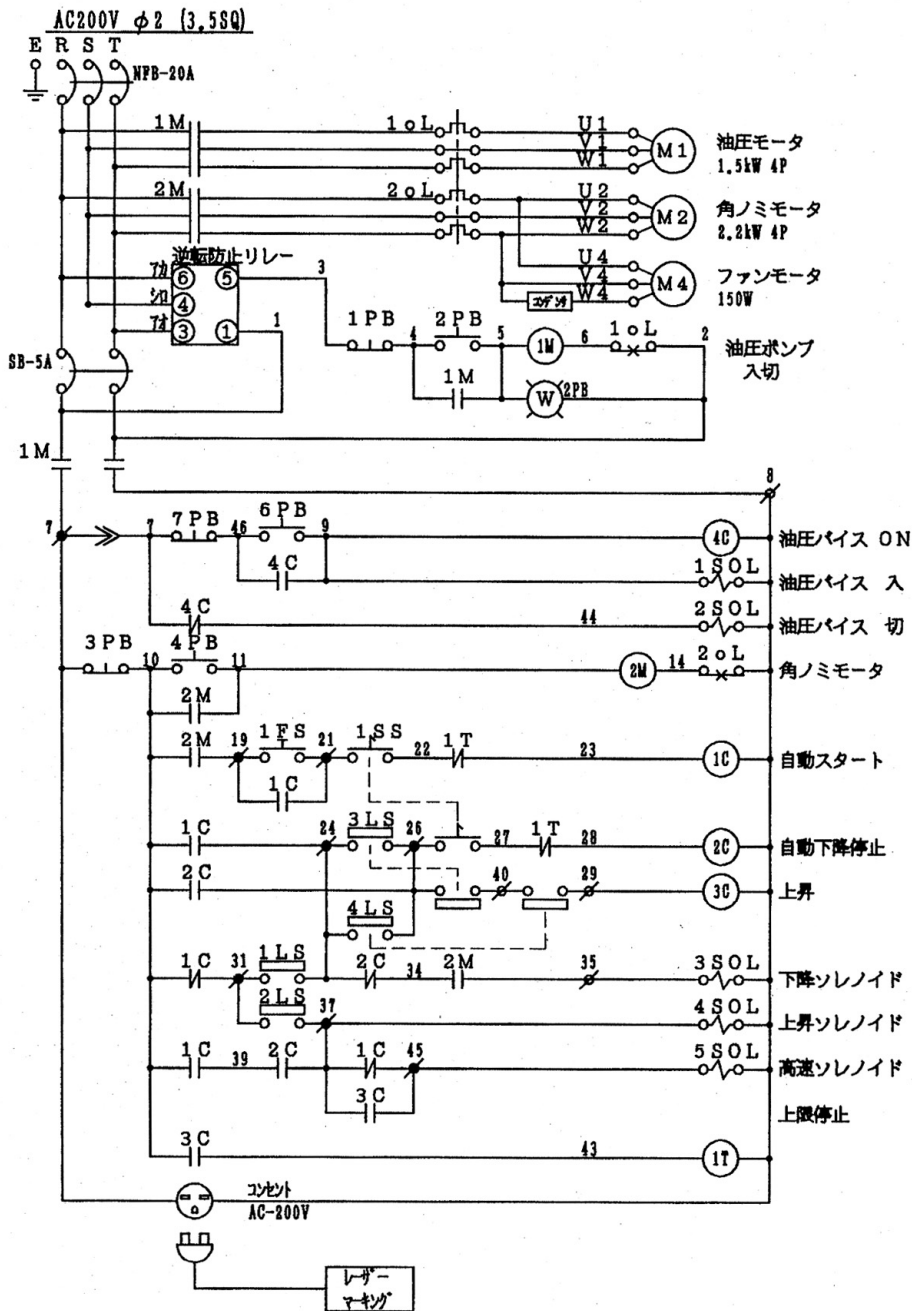 AC200V φ2 (3.5SQ)
E R S T
NFB-20A
1M 1oL U1
V1
W1
M1
油圧モータ
1.5kW 4P
2M 2oL U2
V2
W2
M2
角ノミモータ
2.2kW 4P
U4
V4
W4
M4
ファンモータ
150W
コンデンサ
逆転防止リレー
アカ ⑥ ⑤ 3
シロ ④
アオ ③ ① 1
SB-5A
1PB 4 2PB 5 1M 6 1oL 2
1M W 2PB
油圧ポンプ
入切
1M
8
7 7 7PB 46 6PB 9 4C 油圧バイス ON
4C 1SOL 油圧バイス 入
4C 44 2SOL 油圧バイス 切
3PB 10 4PB 11 2M 14 2oL 角ノミモータ
2M
2M 19 1FS 21 1SS 22 1T 23 1C 自動スタート
1C
1C 24 3LS 26 27 1T 28 2C 自動下降停止
2C 40 29 3C 上昇
4LS
1C 31 1LS 2C 34 2M 35 3SOL 下降ソレノイド
2LS 37 4SOL 上昇ソレノイド
1C 39 2C 1C 45 5SOL 高速ソレノイド
3C
上限停止
3C 43 1T
コンセント
AC-200V
レーザー
マーキング